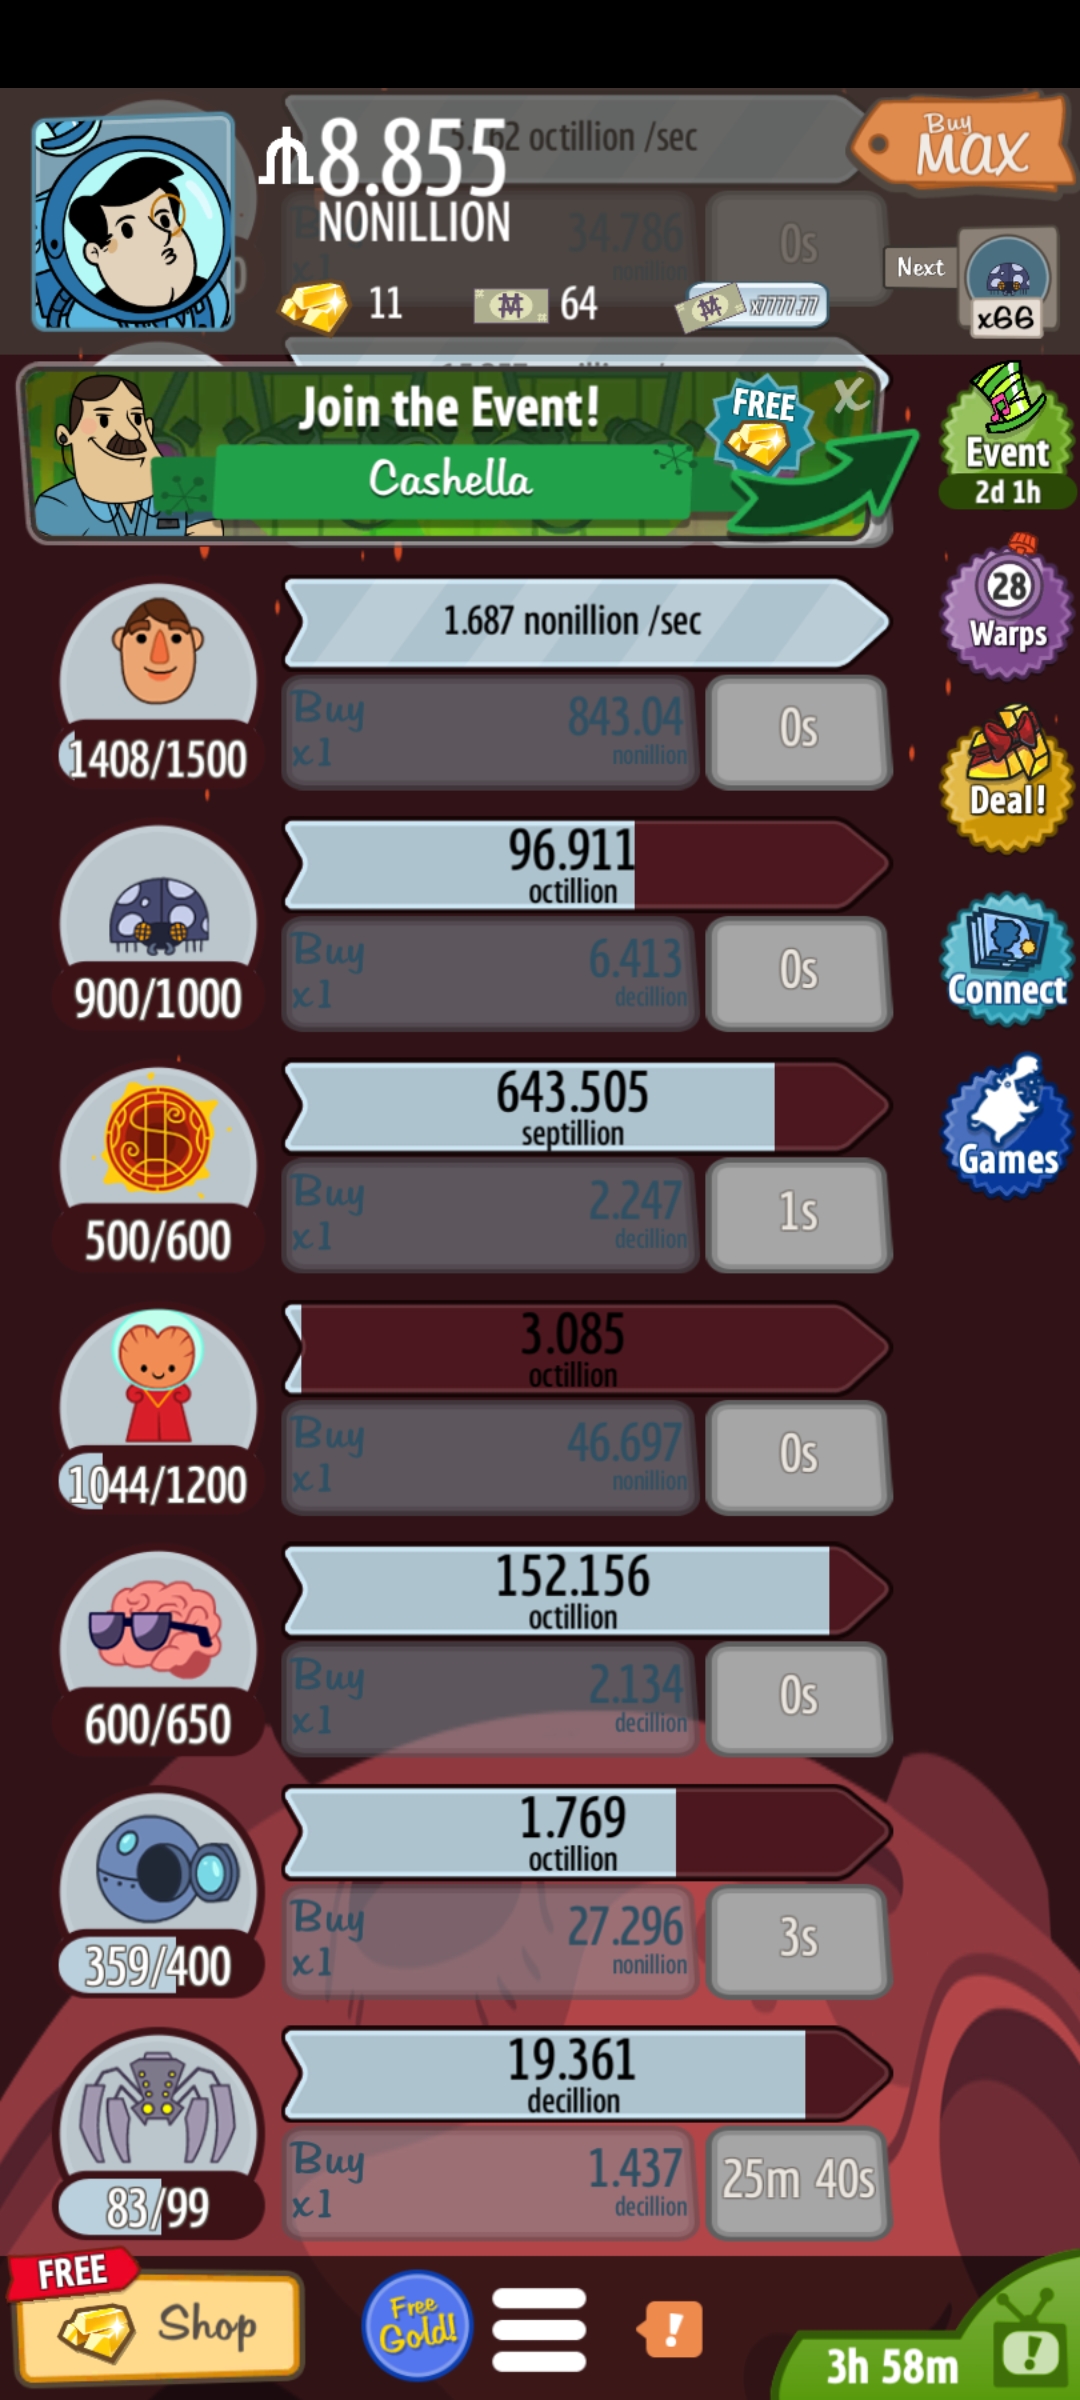 8.855
NONILLION
octillion /sec
Buy
MAX
34.786
nonillion
0s
11
64
x7777.77
Next
x66
Join the Event!
FREE
X
Cashella
Event
2d 1h
1.687 nonillion /sec
28
Warps
1408/1500
Buy
x1
843.04
nonillion
0s
Deal!
96.911
octillion
900/1000
Buy
x1
6.413
decillion
0s
Connect
643.505
septillion
500/600
Buy
x1
2.247
decillion
1s
Games
3.085
octillion
1044/1200
Buy
x1
46.697
nonillion
0s
152.156
octillion
600/650
Buy
x1
2.134
decillion
0s
1.769
octillion
359/400
Buy
x1
27.296
nonillion
3s
19.361
decillion
83/99
Buy
x1
1.437
decillion
25m 40s
FREE
Shop
Free
Gold!
!
3h 58m
!